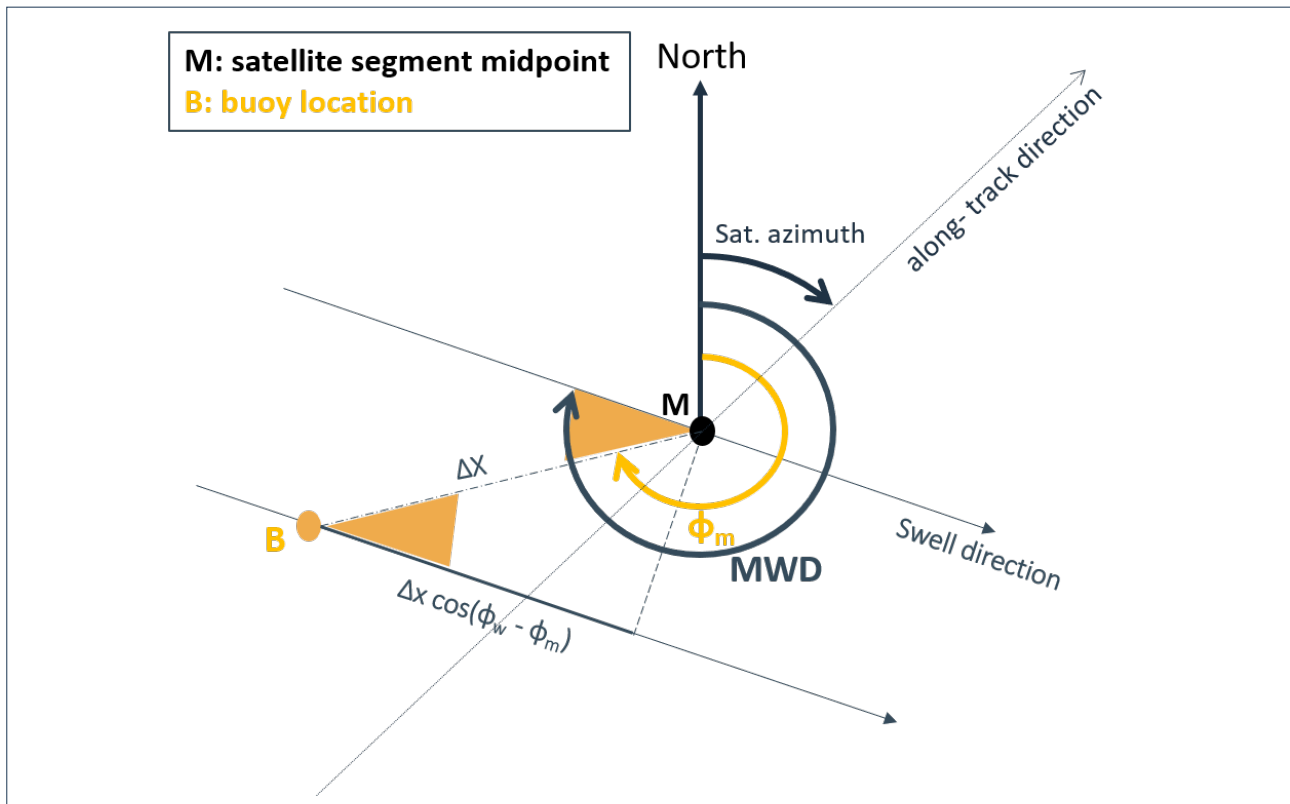 M: satellite segment midpoint
B: buoy location
North
along- track direction
Sat. azimuth
M
ΔX
B
ϕₘ
MWD
Swell direction
Δx cos(ϕ_w - ϕₘ)